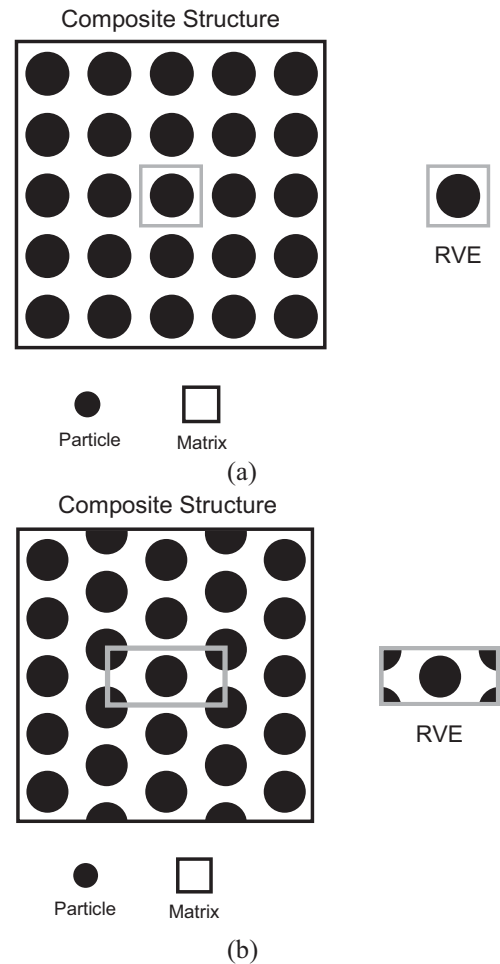 Composite Structure
RVE
Particle
Matrix
(a)
Composite Structure
RVE
Particle
Matrix
(b)